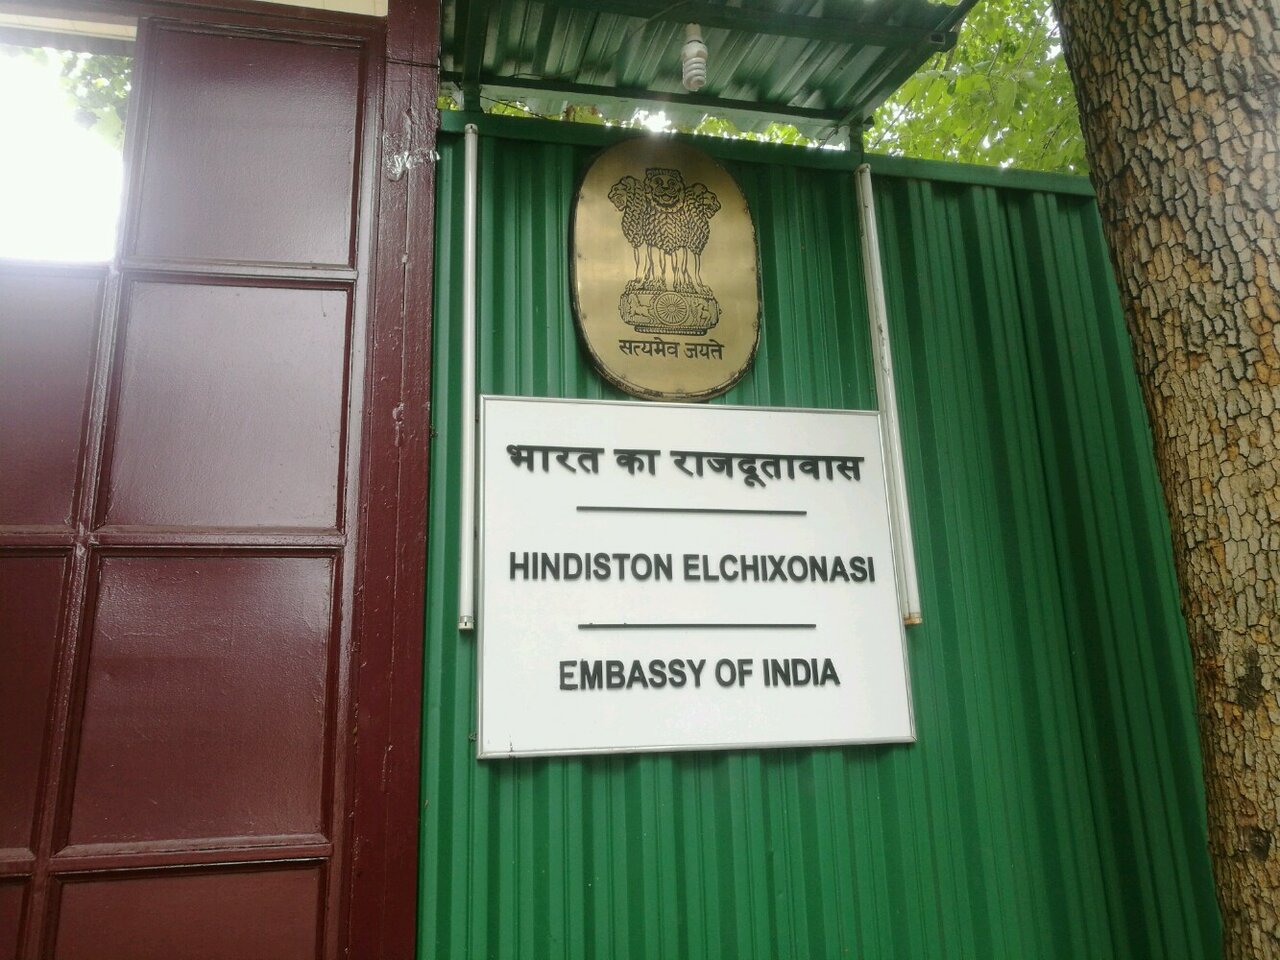 सत्यमेव जयते
भारत का राजदूतावास
HINDISTON ELCHIXONASI
EMBASSY OF INDIA